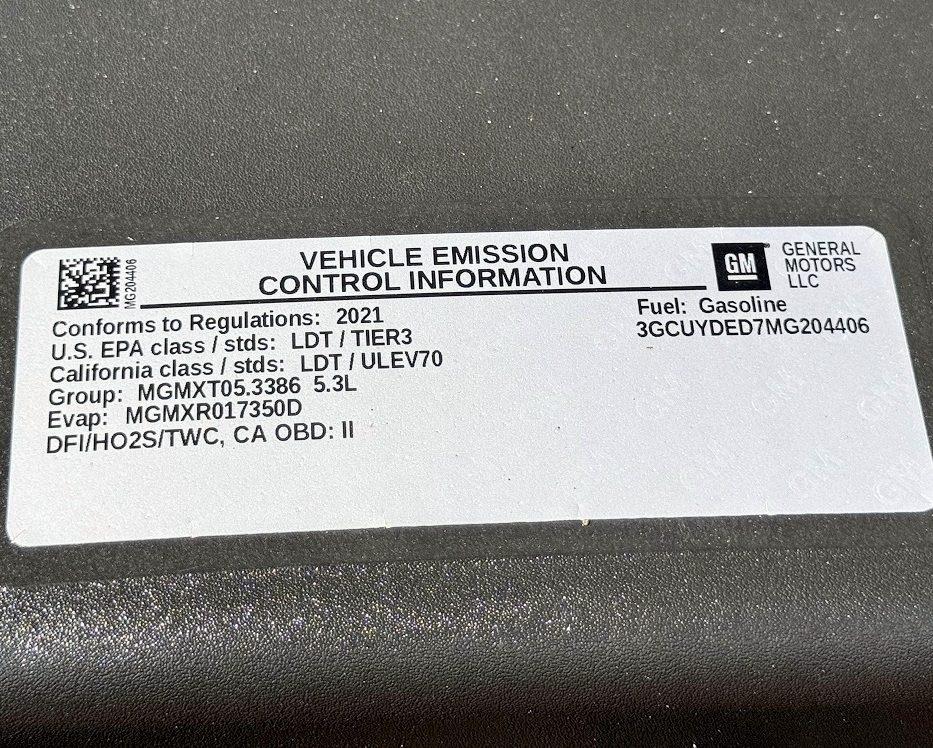 MG204406
VEHICLE EMISSION
CONTROL INFORMATION
GM
GENERAL
MOTORS
LLC
Conforms to Regulations: 2021
U.S. EPA class / stds: LDT / TIER3
California class / stds: LDT / ULEV70
Group: MGMXT05.3386 5.3L
Evap: MGMXR017350D
DFI/HO2S/TWC, CA OBD: II
Fuel: Gasoline
3GCUYDED7MG204406